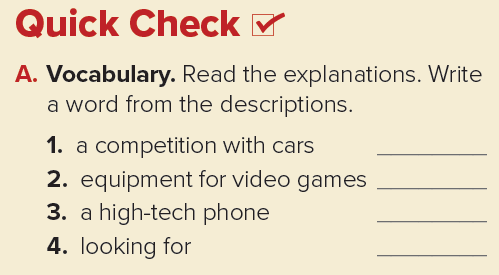 Quick Check
A. Vocabulary. Read the explanations. Write
a word from the descriptions.
1. a competition with cars
2. equipment for video games
3. a high-tech phone
4. looking for